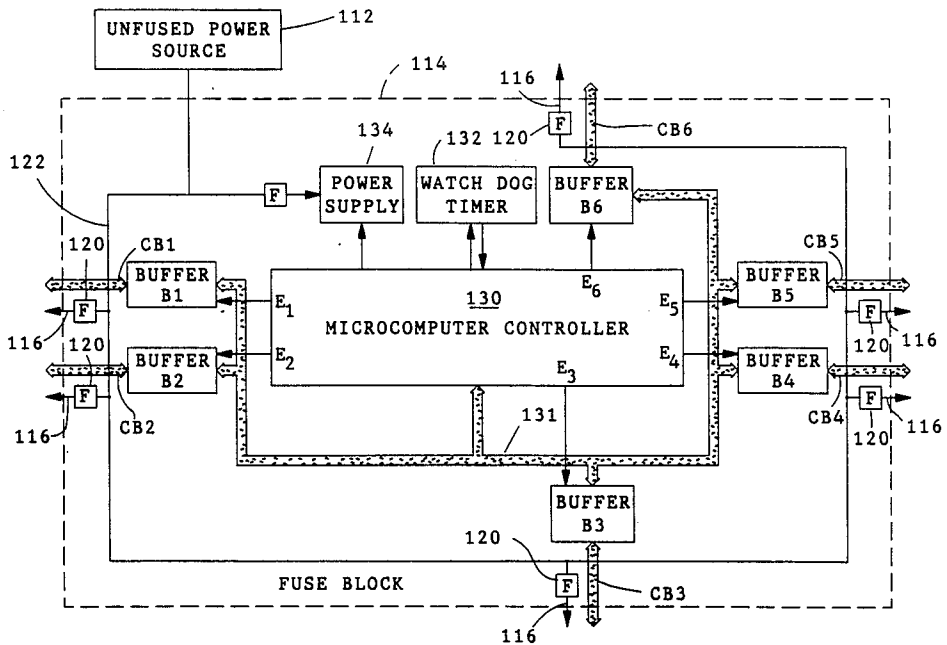 UNFUSED POWER
SOURCE
112
114
116
120
F
CB6
134
132
122
F
POWER
SUPPLY
WATCH DOG
TIMER
BUFFER
B6
120
CB1
CB5
BUFFER
B1
E1
130
MICROCOMPUTER CONTROLLER
E6
E5
BUFFER
B5
F
116
120
F
120
116
BUFFER
B2
E2
E3
E4
BUFFER
B4
F
116
CB2
131
CB4
F
120
116
BUFFER
B3
120
F
FUSE BLOCK
CB3
116